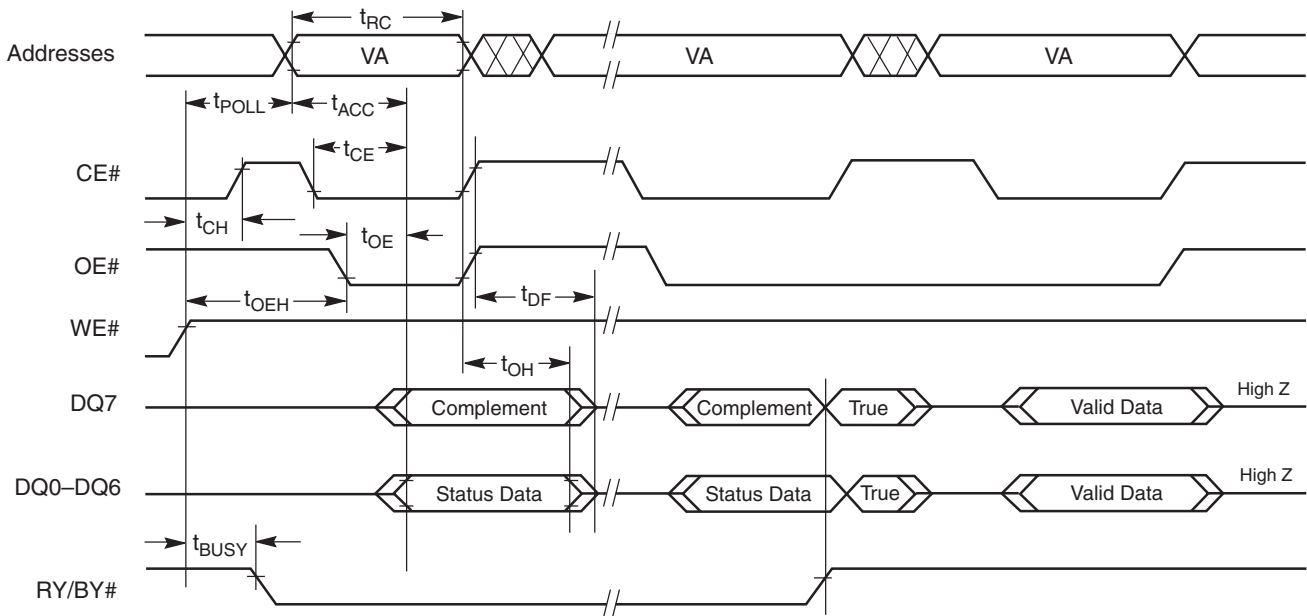 t_RC
Addresses VA VA VA
t_POLL t_ACC
t_CE
CE#
t_CH t_OE
OE#
t_OEH t_DF
WE#
t_OH
DQ7 Complement Complement True Valid Data High Z
DQ0–DQ6 Status Data Status Data True Valid Data High Z
t_BUSY
RY/BY#